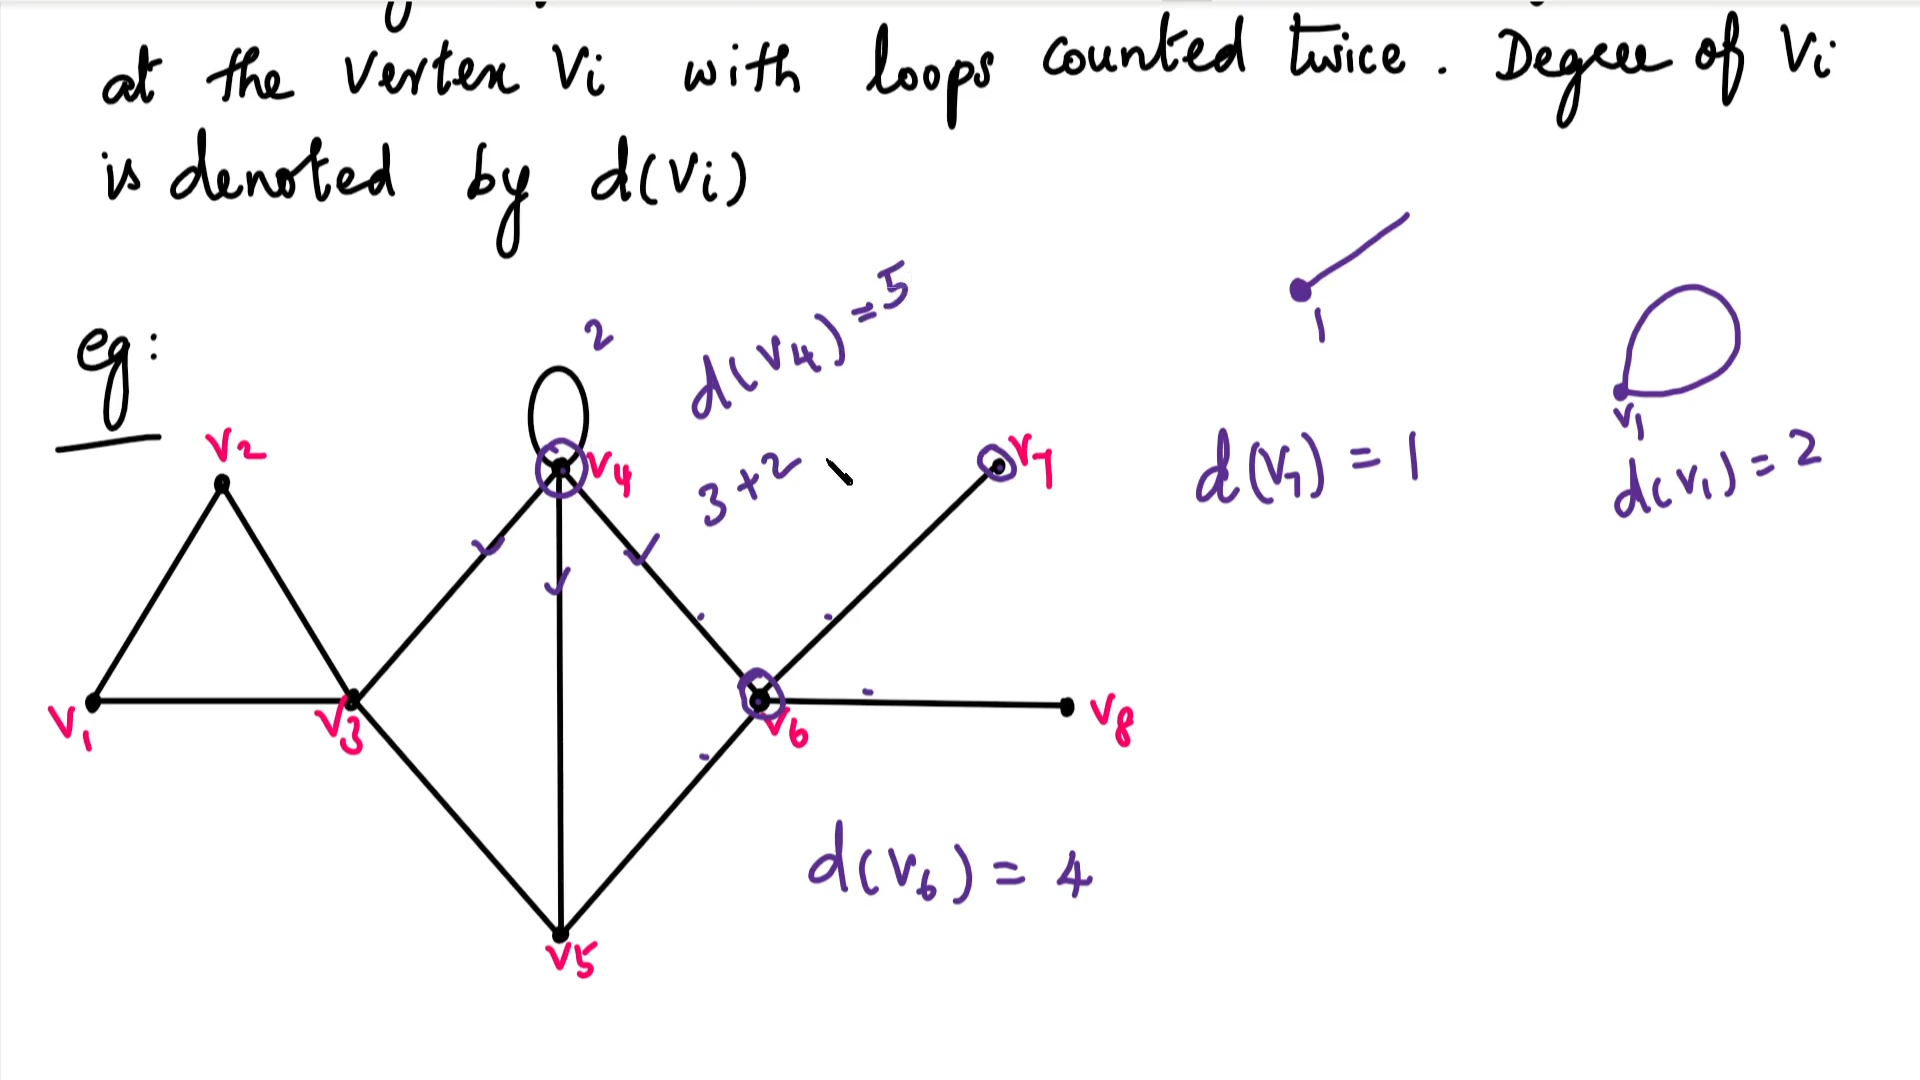 at the vertex Vi with loops counted twice. Degree of Vi
is denoted by d(Vi)
eg:
2
d(V4) = 5
3+2
1
V1
d(V7) = 1
d(V1) = 2
V2
V4
V7
V1
V3
V6
V8
d(V6) = 4
V5